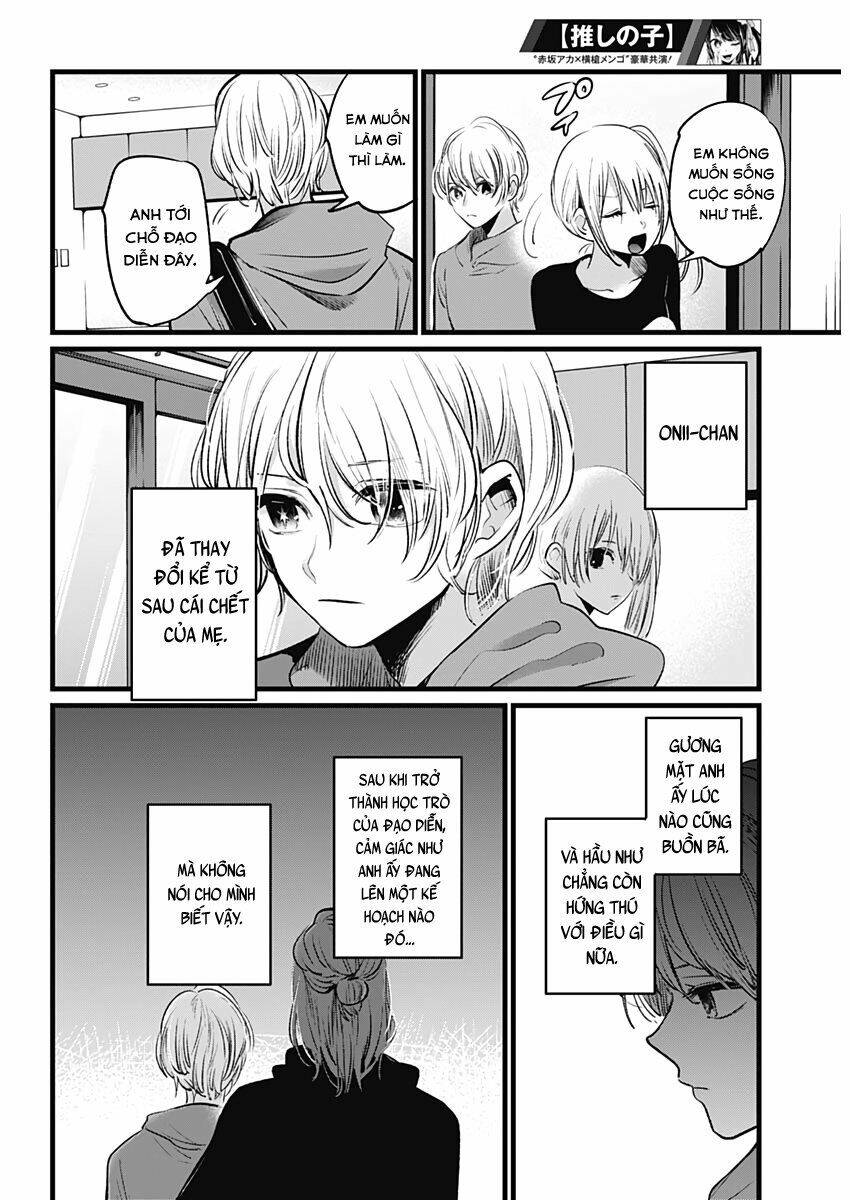 【推しの子】
"赤坂アカ×横槍メンゴ"豪華共演!
EM KHÔNG
MUỐN SỐNG
CUỘC SỐNG
NHƯ THẾ.
プイ
EM MUỐN
LÀM GÌ
THÌ LÀM.
ANH TỚI
CHỖ ĐẠO
DIỄN ĐÂY.
ONII-CHAN
ĐÃ THAY
ĐỔI KỂ TỪ
SAU CÁI CHẾT
CỦA MẸ.
GƯƠNG
MẶT ANH
ẤY LÚC
NÀO CŨNG
BUỒN BÃ.
VÀ HẦU NHƯ
CHẲNG CÒN
HỨNG THÚ
VỚI ĐIỀU GÌ
NỮA.
SAU KHI TRỞ
THÀNH HỌC TRÒ
CỦA ĐẠO DIỄN,
CẢM GIÁC NHƯ
ANH ẤY ĐANG
LÊN MỘT KẾ
HOẠCH NÀO
ĐÓ...
MÀ KHÔNG
NÓI CHO MÌNH
BIẾT VẬY.